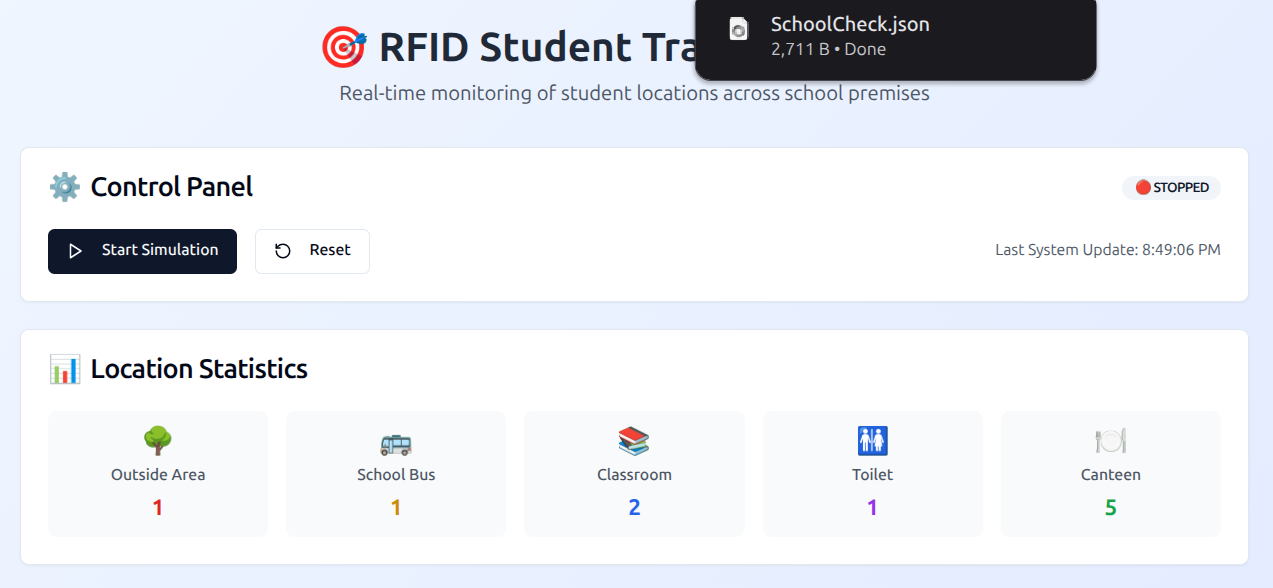 RFID Student Tra
SchoolCheck.json
2,711 B • Done
Real-time monitoring of student locations across school premises
Control Panel
STOPPED
Start Simulation
Reset
Last System Update: 8:49:06 PM
Location Statistics
Outside Area
1
School Bus
1
Classroom
2
Toilet
1
Canteen
5